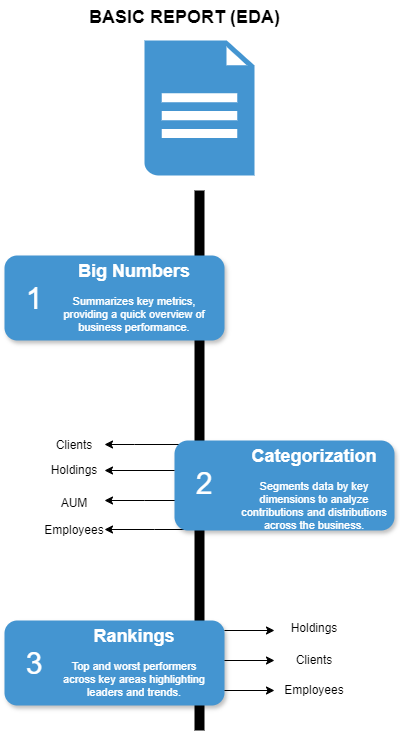 BASIC REPORT (EDA)
1
Big Numbers
Summarizes key metrics,
providing a quick overview of
business performance.
Clients
Holdings
AUM
Employees
2
Categorization
Segments data by key
dimensions to analyze
contributions and distributions
across the business.
3
Rankings
Top and worst performers
across key areas highlighting
leaders and trends.
Holdings
Clients
Employees